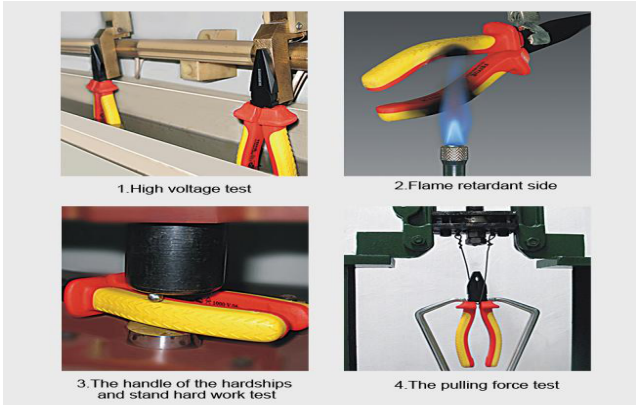 1.High voltage test
2.Flame retardant side
3.The handle of the hardships
and stand hard work test
4.The pulling force test